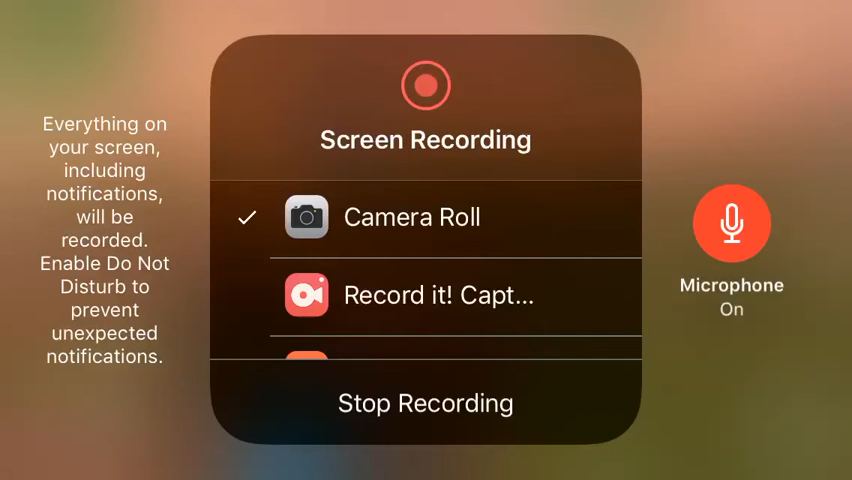 Everything on
your screen,
including
notifications,
will be
recorded.
Enable Do Not
Disturb to
prevent
unexpected
notifications.
Screen Recording
Camera Roll
Record it! Capt...
Stop Recording
Microphone
On